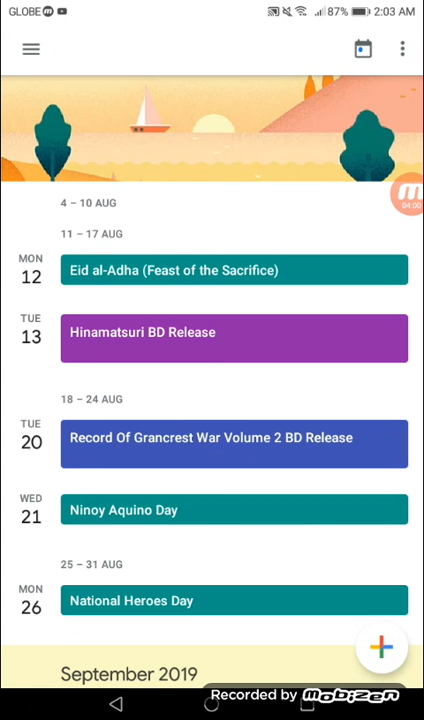 GLOBE
87%
2:03 AM
04:00
4 – 10 AUG
11 – 17 AUG
MON
12
Eid al-Adha (Feast of the Sacrifice)
TUE
13
Hinamatsuri BD Release
18 – 24 AUG
TUE
20
Record Of Grancrest War Volume 2 BD Release
WED
21
Ninoy Aquino Day
25 – 31 AUG
MON
26
National Heroes Day
September 2019
Recorded by Mobizen